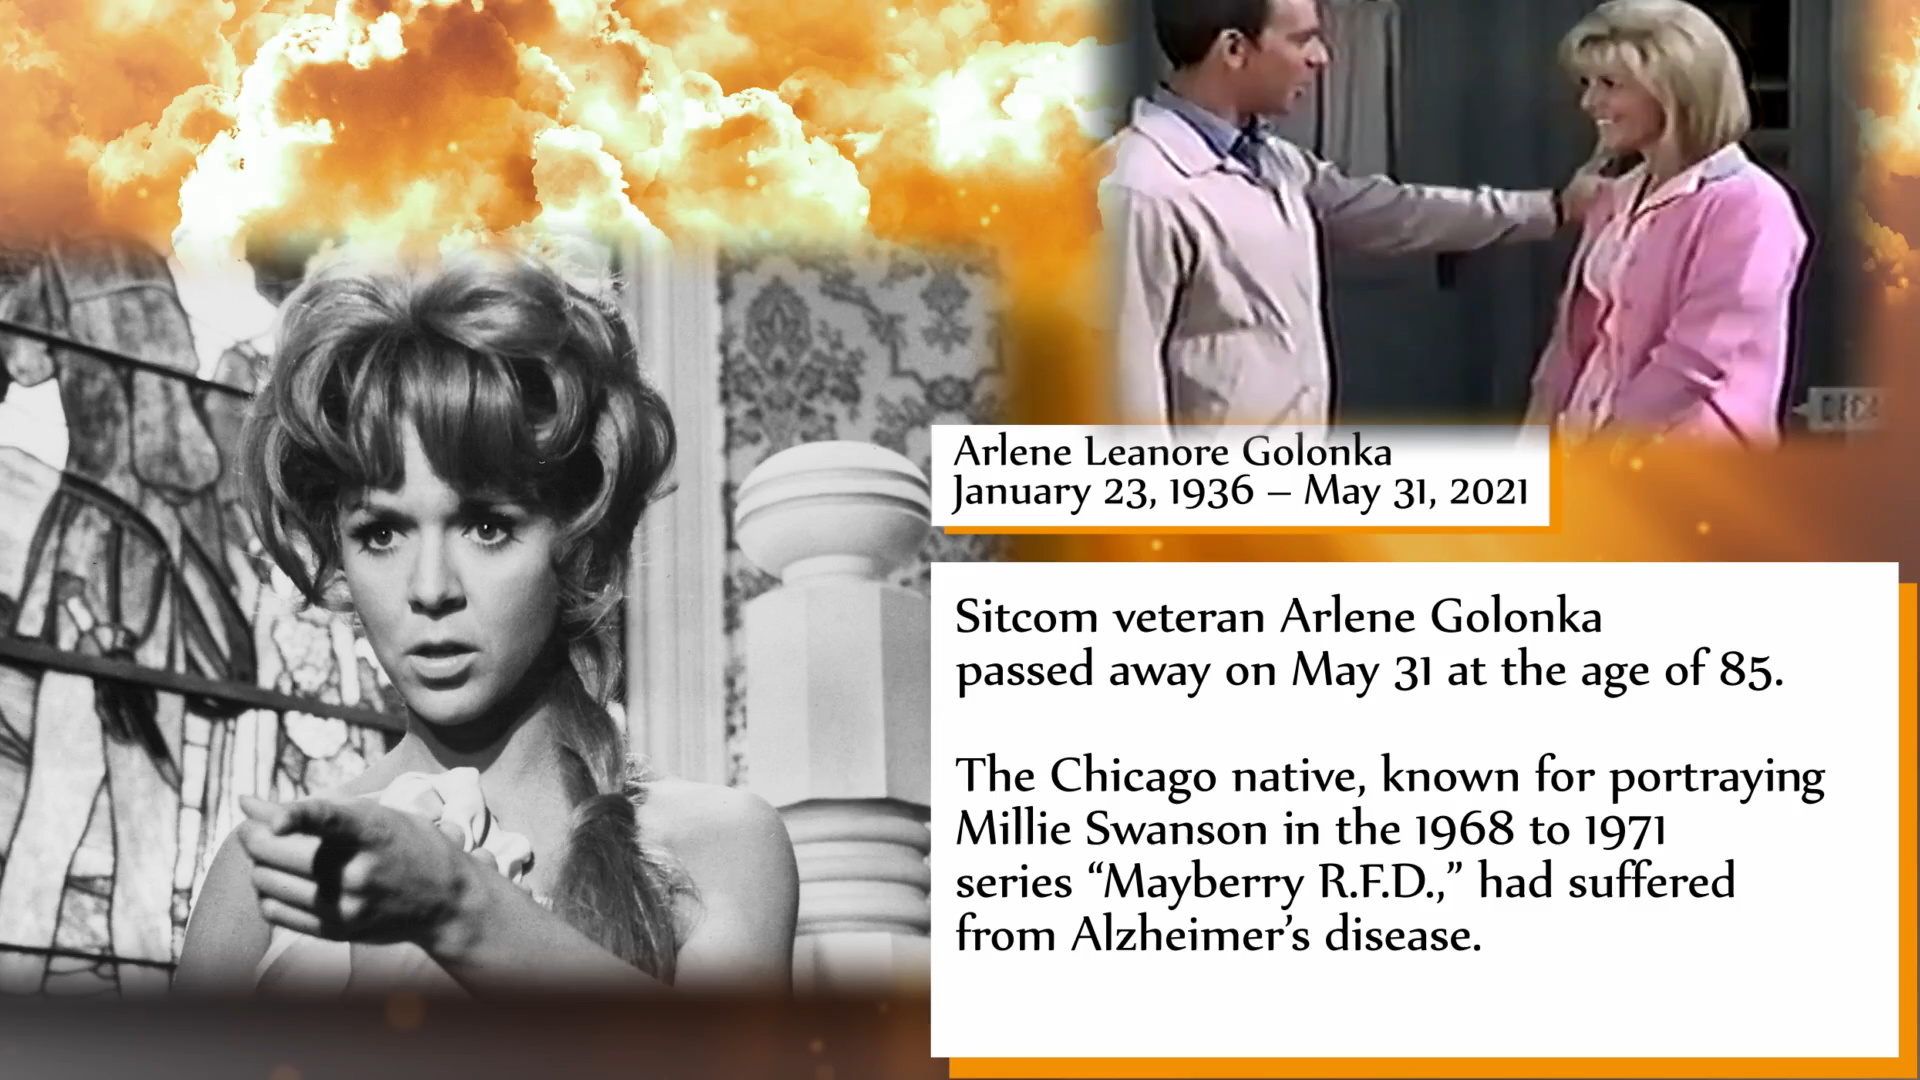 Arlene Leanore Golonka
January 23, 1936 – May 31, 2021
Sitcom veteran Arlene Golonka
passed away on May 31 at the age of 85.
The Chicago native, known for portraying
Millie Swanson in the 1968 to 1971
series “Mayberry R.F.D.,” had suffered
from Alzheimer’s disease.